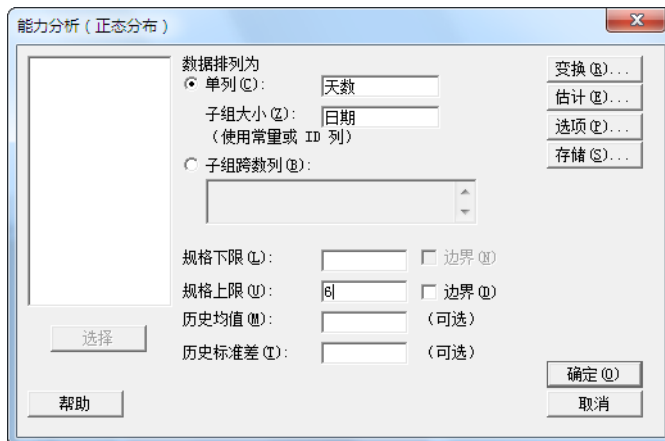 能力分析（正态分布）
数据排列为
单列(C):
天数
变换(R)...
子组大小(Z):
日期
估计(E)...
（使用常量或 ID 列）
选项(P)...
子组跨数列(B):
存储(S)...
规格下限(L):
边界(N)
规格上限(U):
6
边界(D)
选择
历史均值(M):
（可选）
历史标准差(T):
（可选）
确定(O)
帮助
取消